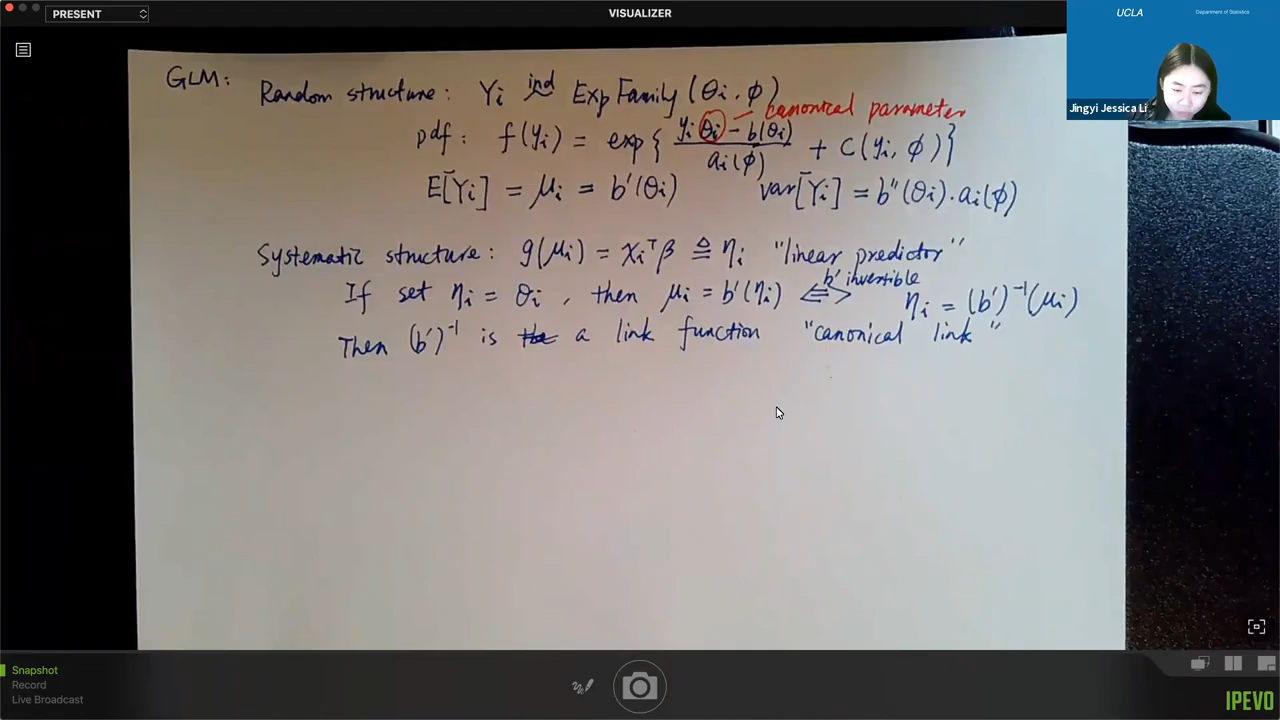 PRESENT
VISUALIZER
UCLA
Department of Statistics
Jingyi Jessica Li
GLM:
Random structure: Yi ind~ Exp Family (θi, ϕ)
canonical parameter
pdf: f(yi) = exp{ (yi θi − b(θi)) / ai(ϕ) + C(yi, ϕ) }
E[Yi] = μi = b′(θi) var[Yi] = b″(θi)·ai(ϕ)
Systematic structure: g(μi) = xiᵀβ ≜ ηi "linear predictor"
b′ invertible
If set ηi = θi, then μi = b′(ηi) <=> ηi = (b′)⁻¹(μi)
Then (b′)⁻¹ is a link function "canonical link"
Snapshot
Record
Live Broadcast
IPEVO